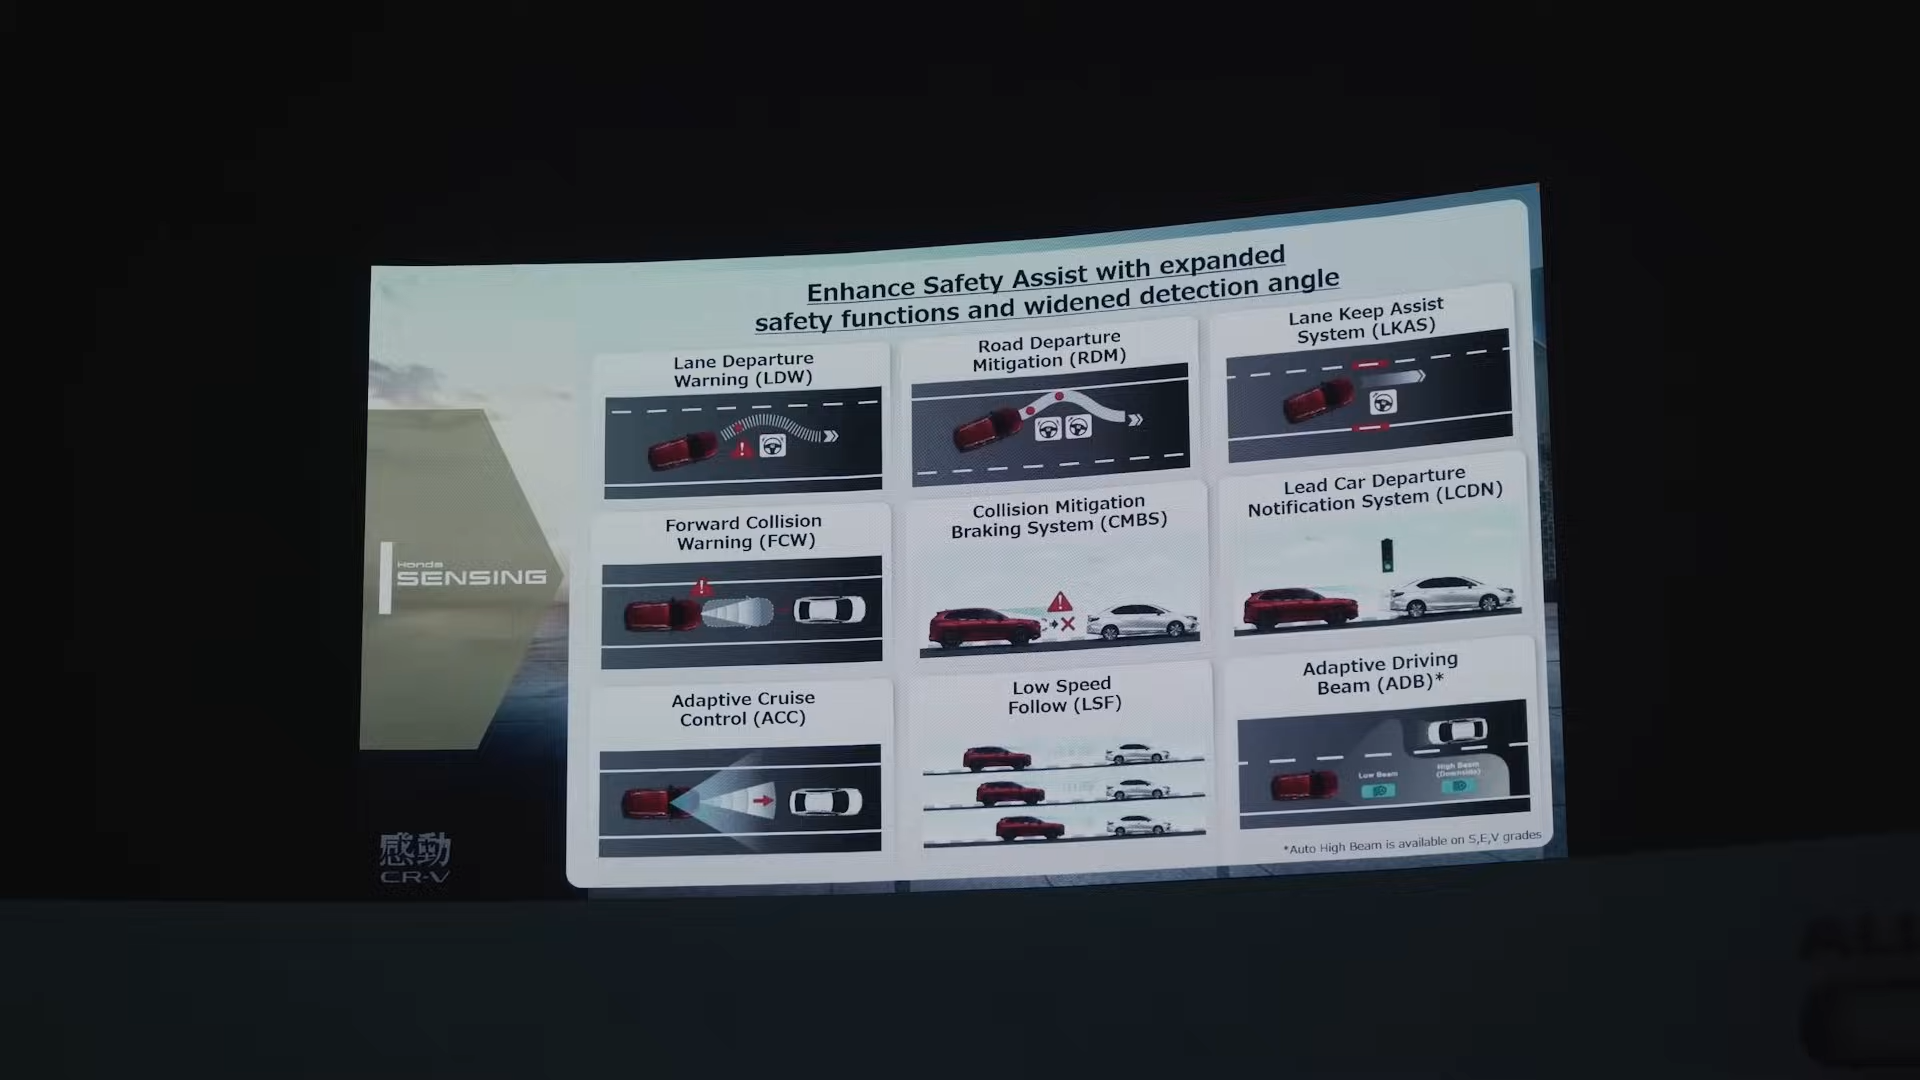 Enhance Safety Assist with expanded
safety functions and widened detection angle
Lane Departure
Warning (LDW)
Road Departure
Mitigation (RDM)
Lane Keep Assist
System (LKAS)
Forward Collision
Warning (FCW)
Collision Mitigation
Braking System (CMBS)
Lead Car Departure
Notification System (LCDN)
Honda
SENSING
Adaptive Cruise
Control (ACC)
Low Speed
Follow (LSF)
Adaptive Driving
Beam (ADB)*
Low Beam
High Beam
(Downside)
*Auto High Beam is available on S,E,V grades
感動
CR-V